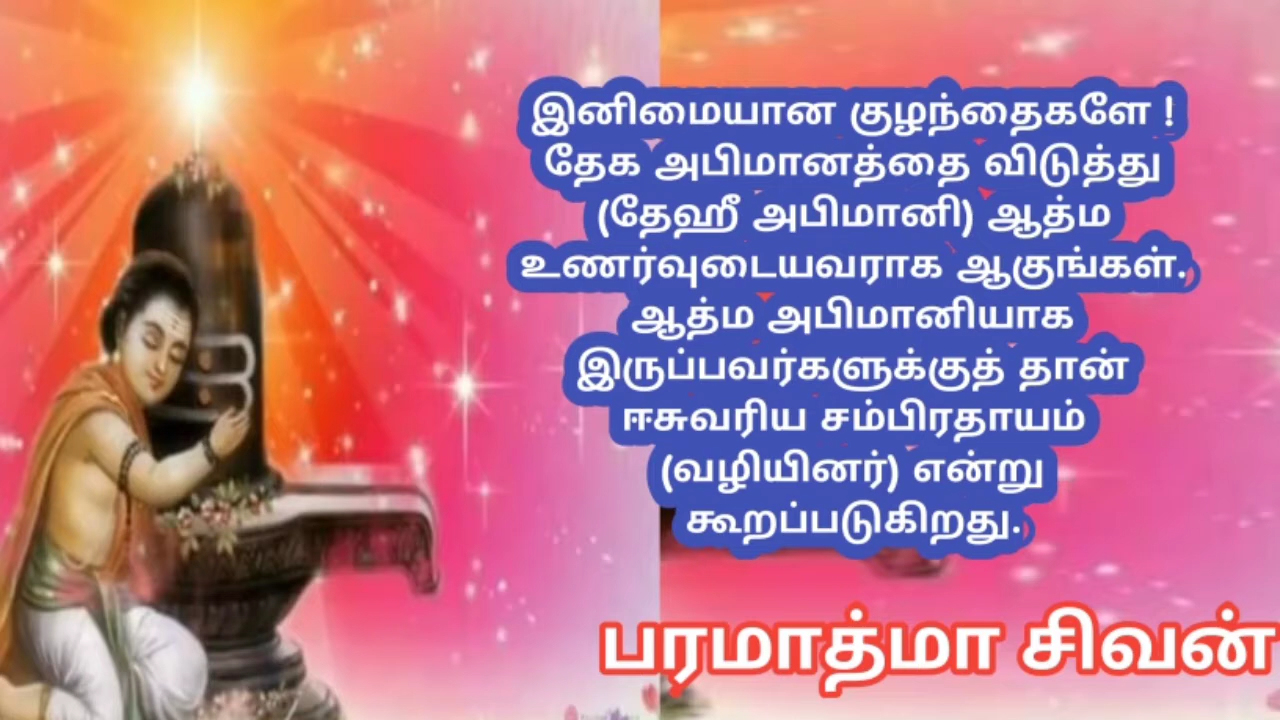 இனிமையான குழந்தைகளே !
தேக அபிமானத்தை விடுத்து
(தேஹீ அபிமானி) ஆத்ம
உணர்வுடையவராக ஆகுங்கள்.
ஆத்ம அபிமானியாக
இருப்பவர்களுக்குத் தான்
ஈசுவரிய சம்பிரதாயம்
(வழியினர்) என்று
கூறப்படுகிறது.
பரமாத்மா சிவன்